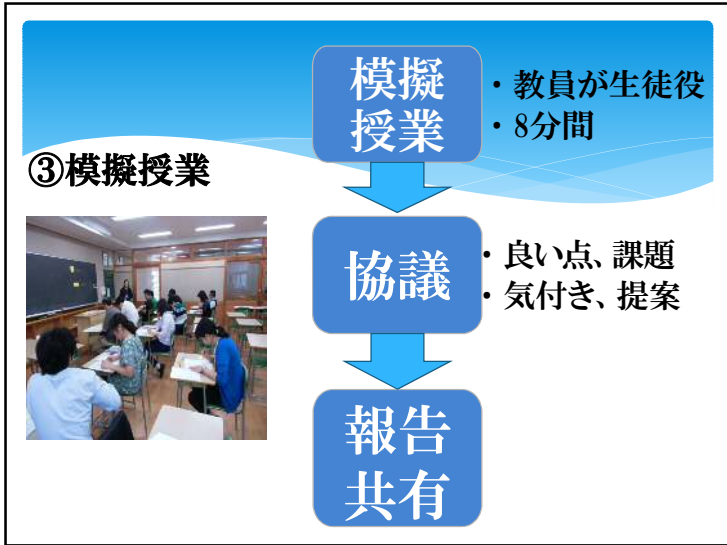 ③模擬授業
模擬
授業
・教員が生徒役
・8分間
協議
・良い点、課題
・気付き、提案
報告
共有